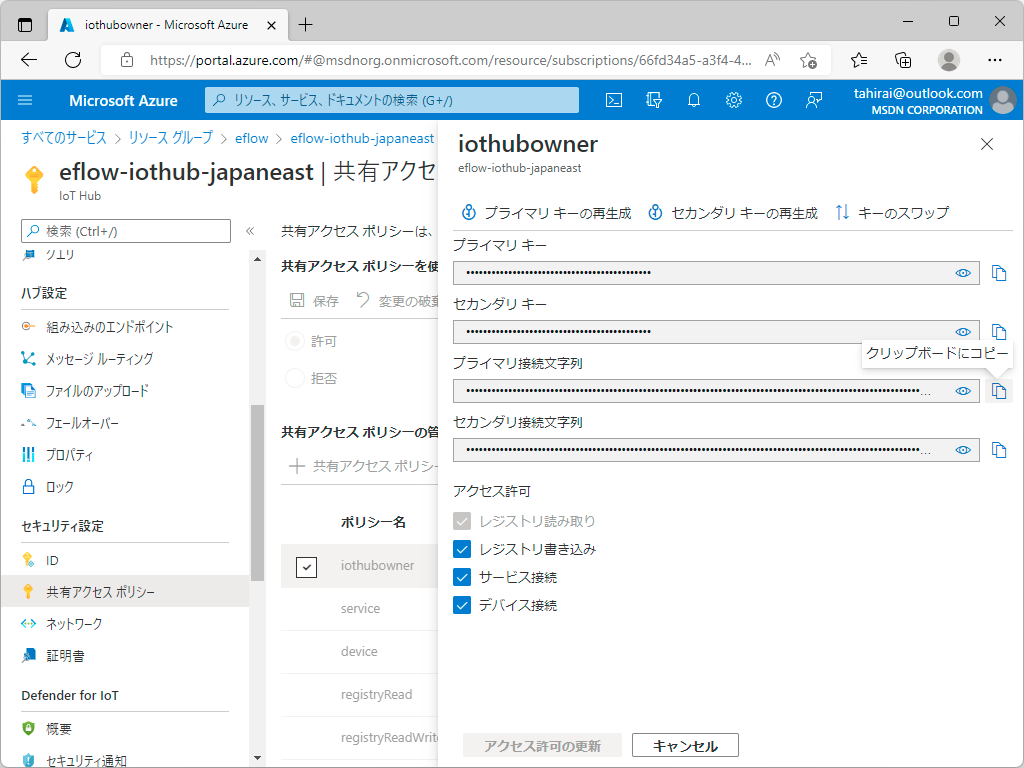 iothubowner - Microsoft Azure
https://portal.azure.com/#@msdnorg.onmicrosoft.com/resource/subscriptions/66fd34a5-a3f4-4...
Microsoft Azure
リソース、サービス、ドキュメントの検索 (G+/)
tahirai@outlook.com
MSDN CORPORATION
すべてのサービス > リソース グループ > eflow > eflow-iothub-japaneast
eflow-iothub-japaneast | 共有アクセ
IoT Hub
検索 (Ctrl+/)
クエリ
ハブ設定
組み込みのエンドポイント
メッセージ ルーティング
ファイルのアップロード
フェールオーバー
プロパティ
ロック
セキュリティ設定
ID
共有アクセス ポリシー
ネットワーク
証明書
Defender for IoT
概要
セキュリティ通知
共有アクセス ポリシーは、
共有アクセス ポリシーを使
保存
変更の破棄
許可
拒否
共有アクセス ポリシーの管
共有アクセス ポリシー
ポリシー名
iothubowner
service
device
registryRead
registryReadWrite
iothubowner
eflow-iothub-japaneast
プライマリ キーの再生成
セカンダリ キーの再生成
キーのスワップ
プライマリ キー
セカンダリ キー
クリップボードにコピー
プライマリ接続文字列
セカンダリ接続文字列
アクセス許可
レジストリ読み取り
レジストリ書き込み
サービス接続
デバイス接続
アクセス許可の更新
キャンセル